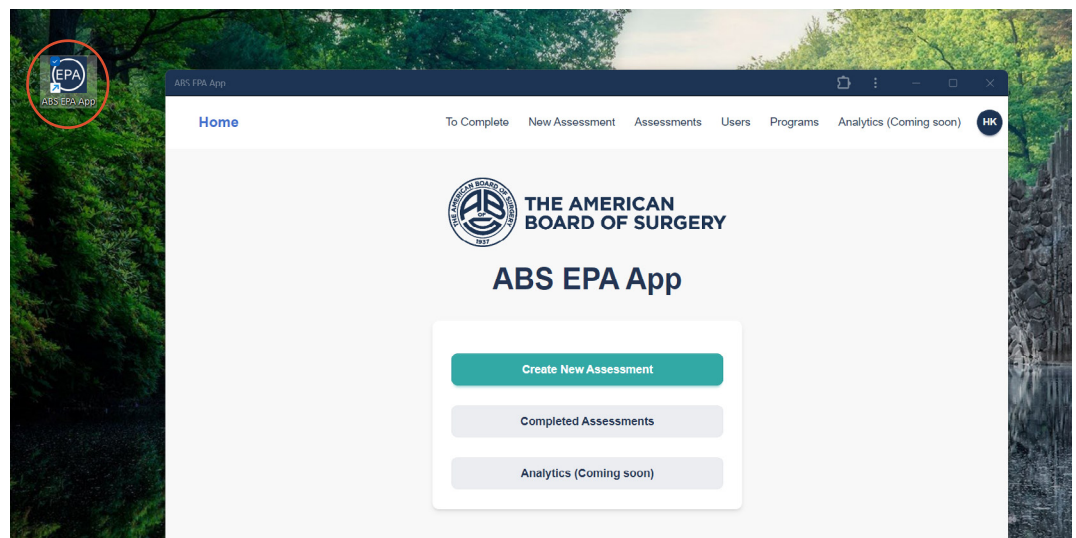 EPA
ABS EPA App
ABS EPA App
Home
To Complete
New Assessment
Assessments
Users
Programs
Analytics (Coming soon)
HK
THE AMERICAN BOARD OF SURGERY
OF
1937
THE AMERICAN
BOARD OF SURGERY
ABS EPA App
Create New Assessment
Completed Assessments
Analytics (Coming soon)